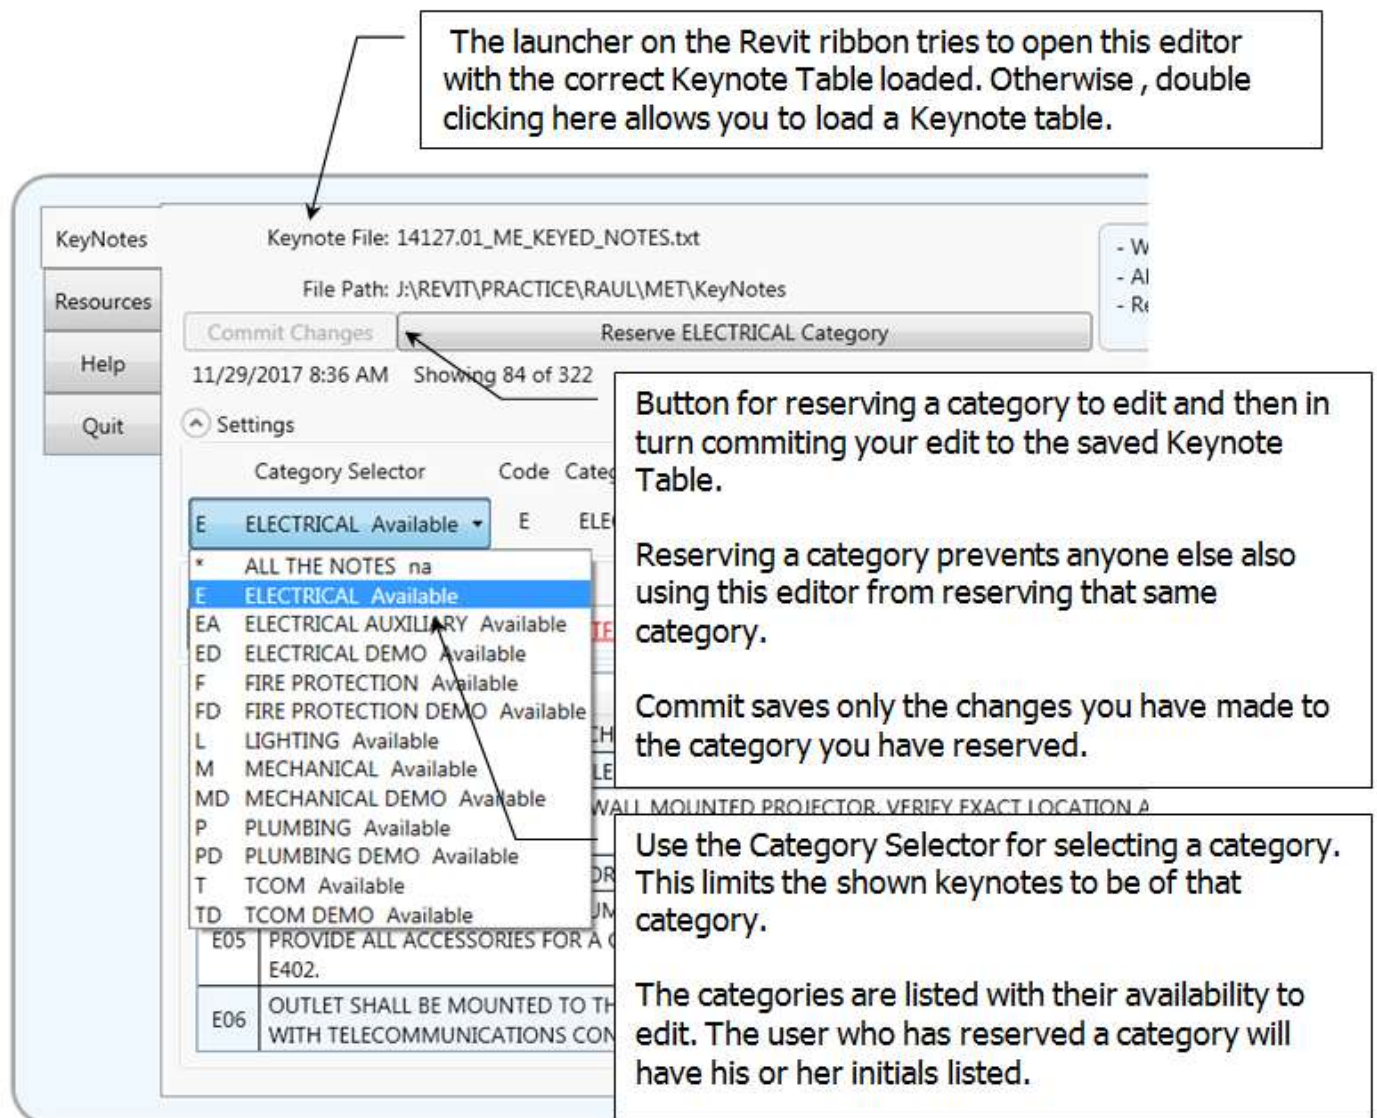 The launcher on the Revit ribbon tries to open this editor
with the correct Keynote Table loaded. Otherwise , double
clicking here allows you to load a Keynote table.
KeyNotes
Resources
Help
Quit
Keynote File: 14127.01_ME_KEYED_NOTES.txt
File Path: J:\REVIT\PRACTICE\RAUL\MET\KeyNotes
- W
- Al
- Re
Commit Changes
Reserve ELECTRICAL Category
11/29/2017 8:36 AM Showing 84 of 322
Settings
Category Selector Code Categ
E ELECTRICAL Available E ELE
* ALL THE NOTES na
E ELECTRICAL Available
EA ELECTRICAL AUXILIARY Available
ED ELECTRICAL DEMO Available
F FIRE PROTECTION Available
FD FIRE PROTECTION DEMO Available
L LIGHTING Available
M MECHANICAL Available
MD MECHANICAL DEMO Available
P PLUMBING Available
PD PLUMBING DEMO Available
T TCOM Available
TD TCOM DEMO Available
WALL MOUNTED PROJECTOR. VERIFY EXACT LOCATION A
E05 PROVIDE ALL ACCESSORIES FOR A
E402.
E06 OUTLET SHALL BE MOUNTED TO TH
WITH TELECOMMUNICATIONS CON
Button for reserving a category to edit and then in
turn commiting your edit to the saved Keynote
Table.
Reserving a category prevents anyone else also
using this editor from reserving that same
category.
Commit saves only the changes you have made to
the category you have reserved.
Use the Category Selector for selecting a category.
This limits the shown keynotes to be of that
category.
The categories are listed with their availability to
edit. The user who has reserved a category will
have his or her initials listed.